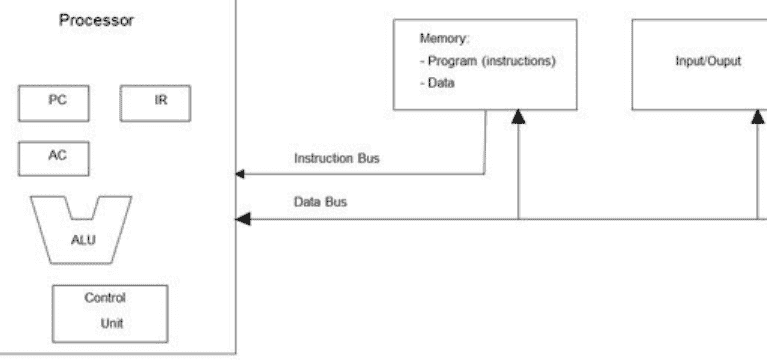 Processor
PC
IR
AC
ALU
Control
Unit
Instruction Bus
Data Bus
Memory:
- Program (instructions)
- Data
Input/Ouput